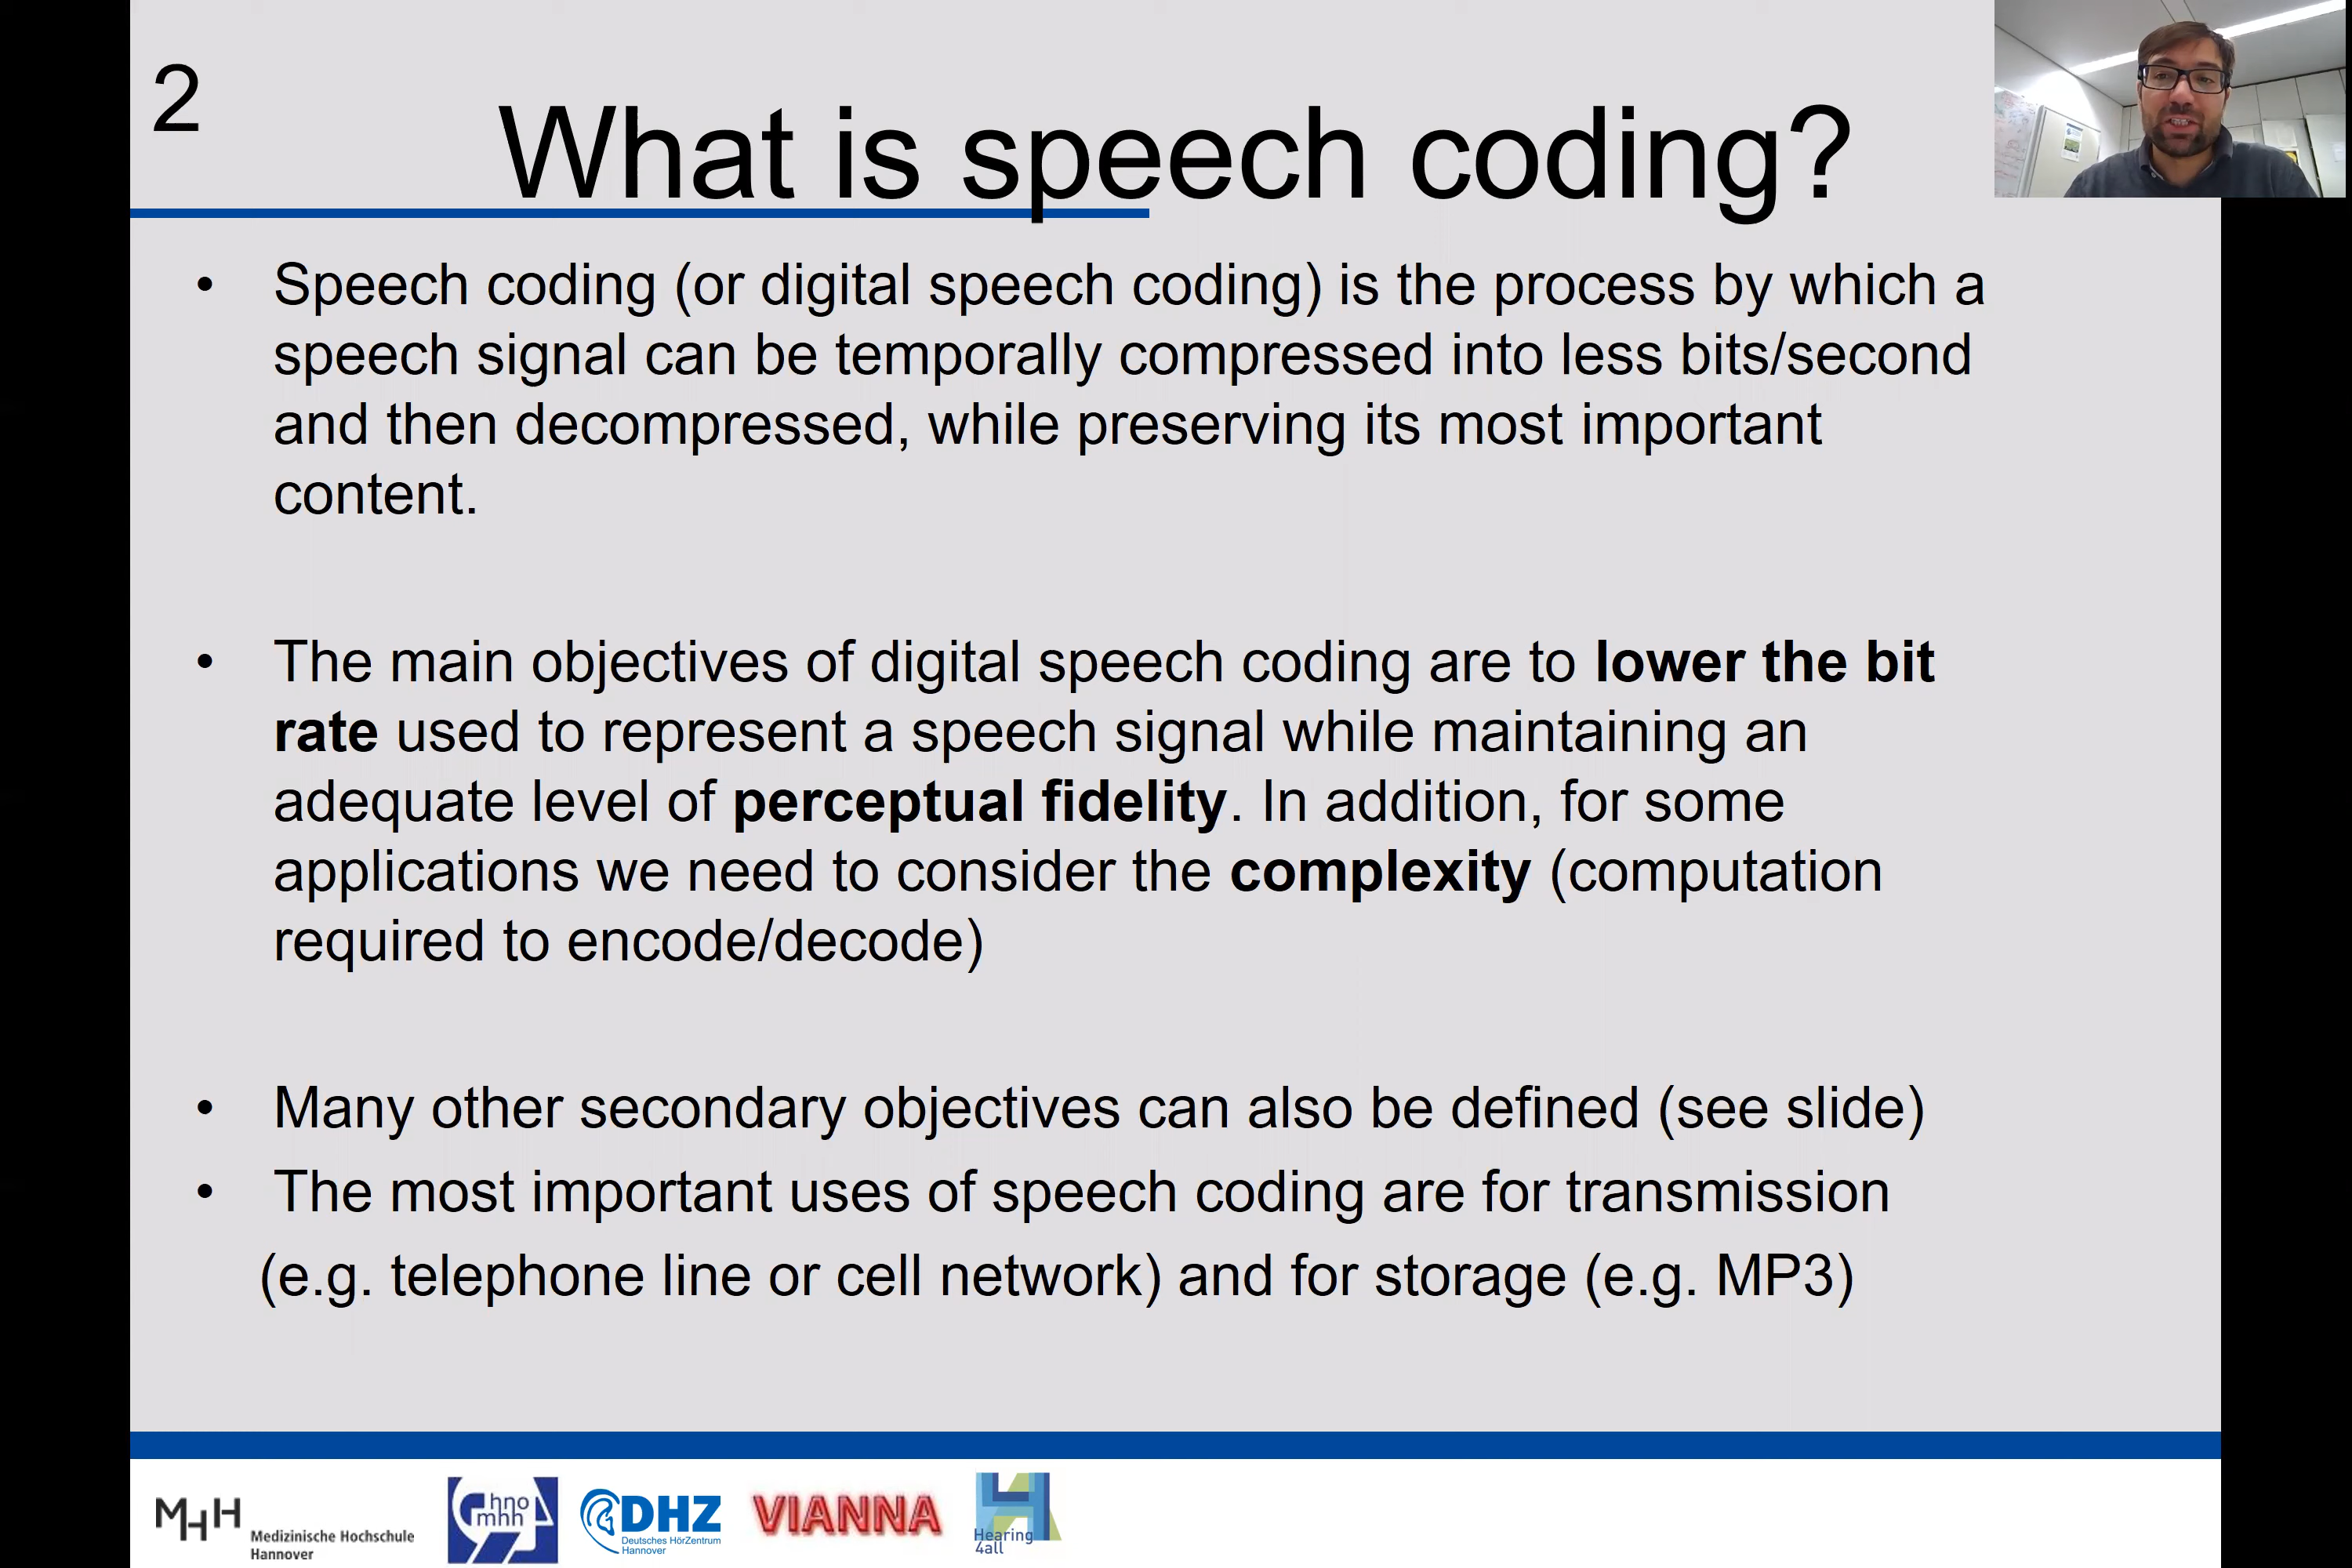 2
What is speech coding?
• Speech coding (or digital speech coding) is the process by which a
speech signal can be temporally compressed into less bits/second
and then decompressed, while preserving its most important
content.
• The main objectives of digital speech coding are to lower the bit
rate used to represent a speech signal while maintaining an
adequate level of perceptual fidelity. In addition, for some
applications we need to consider the complexity (computation
required to encode/decode)
• Many other secondary objectives can also be defined (see slide)
• The most important uses of speech coding are for transmission
(e.g. telephone line or cell network) and for storage (e.g. MP3)
MHH
Medizinische Hochschule
Hannover
hno
mhh
DHZ
Deutsches HörZentrum
Hannover
VIANNA
Hearing
4all